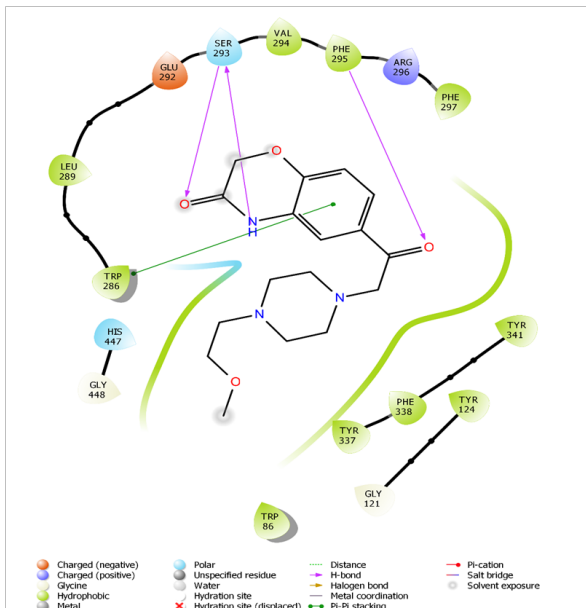 SER
293
VAL
294
PHE
295
ARG
296
PHE
297
GLU
292
LEU
289
TRP
286
HIS
447
GLY
448
O
O
N
H
O
N
N
O
TYR
341
TYR
124
PHE
338
TYR
337
GLY
121
TRP
86
Charged (negative)
Charged (positive)
Glycine
Hydrophobic
Metal
Polar
Unspecified residue
Water
Hydration site
Hydration site (displaced)
Distance
H-bond
Halogen bond
Metal coordination
Pi-Pi stacking
Pi-cation
Salt bridge
Solvent exposure